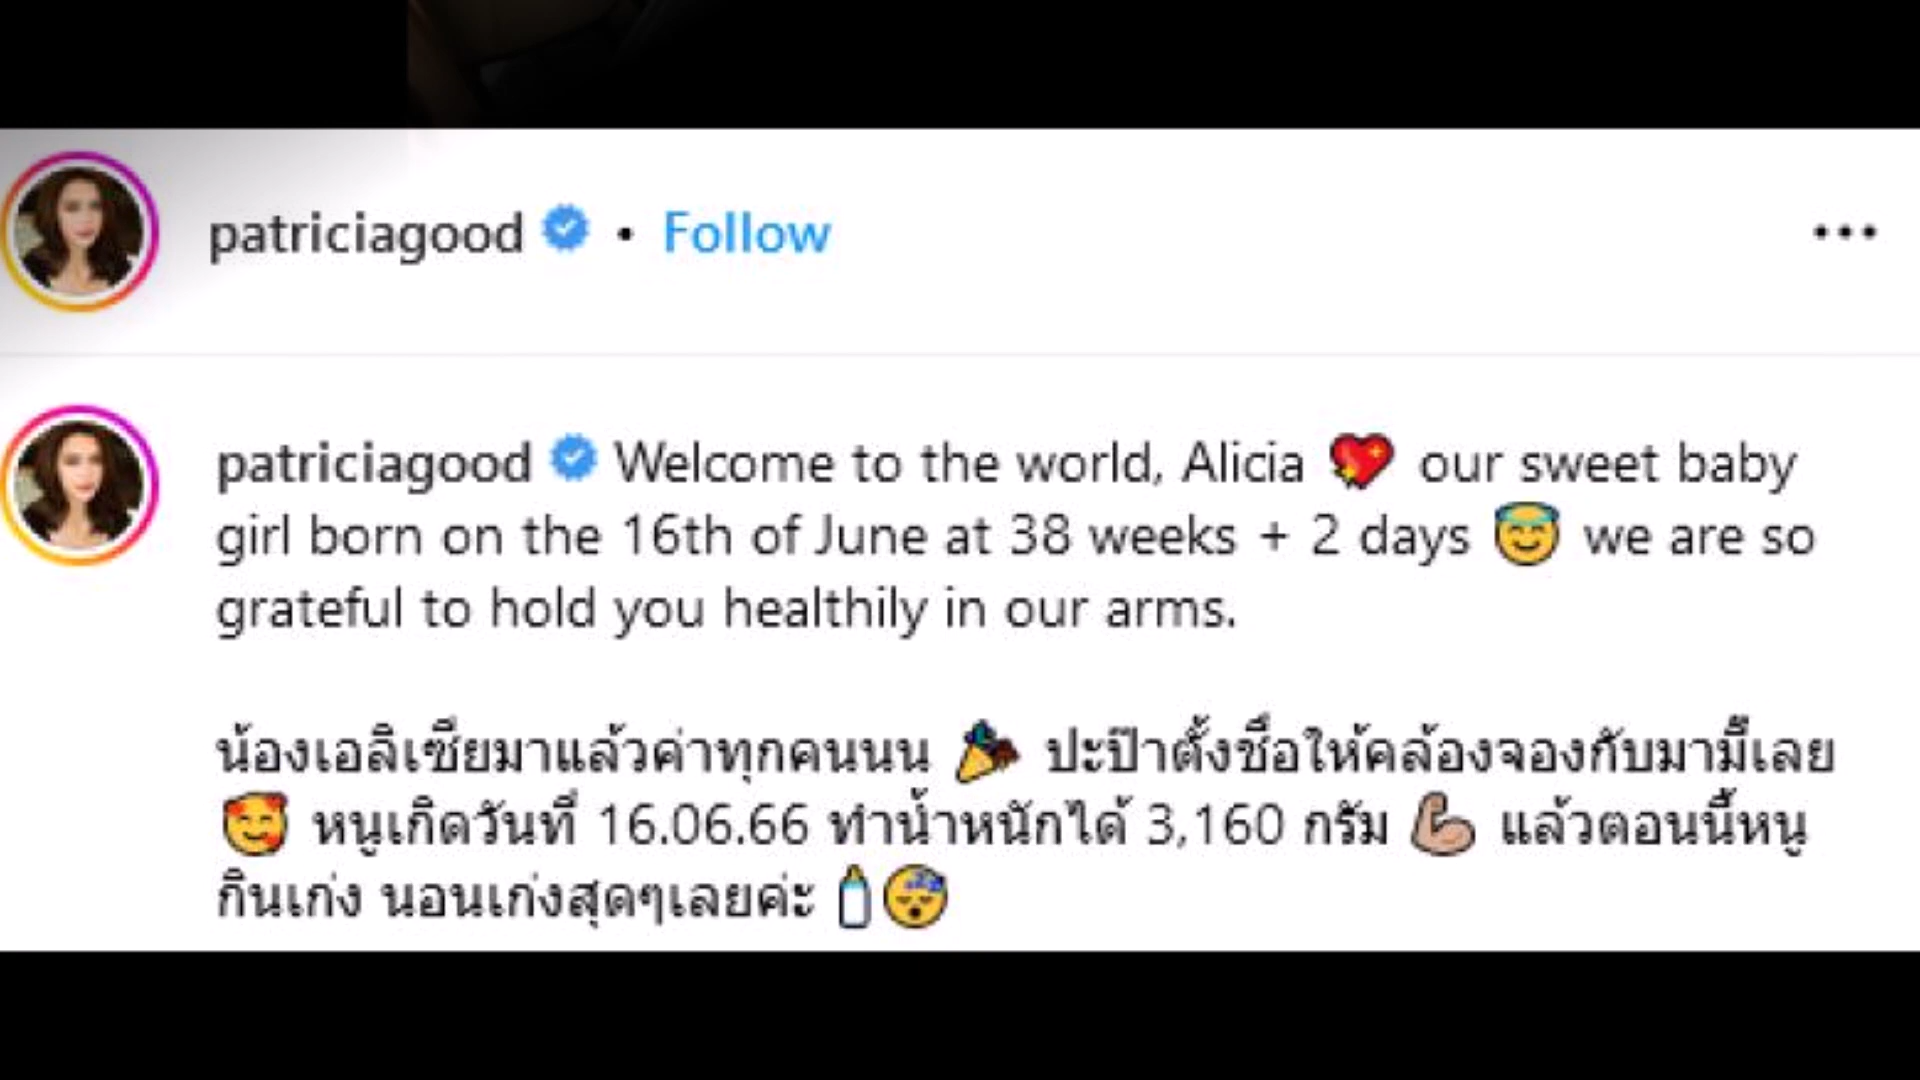 patriciagood • Follow
patriciagood Welcome to the world, Alicia 💖 our sweet baby
girl born on the 16th of June at 38 weeks + 2 days 😇 we are so
grateful to hold you healthily in our arms.
น้องเอลิเซียมาแล้วค่าทุกคนนน 🎉 ปะป๊าตั้งชื่อให้คล้องจองกับมามี๊เลย
🥰 หนูเกิดวันที่ 16.06.66 ทำน้ำหนักได้ 3,160 กรัม 💪🏼 แล้วตอนนี้หนู
กินเก่ง นอนเก่งสุดๆเลยค่ะ 🍼😴